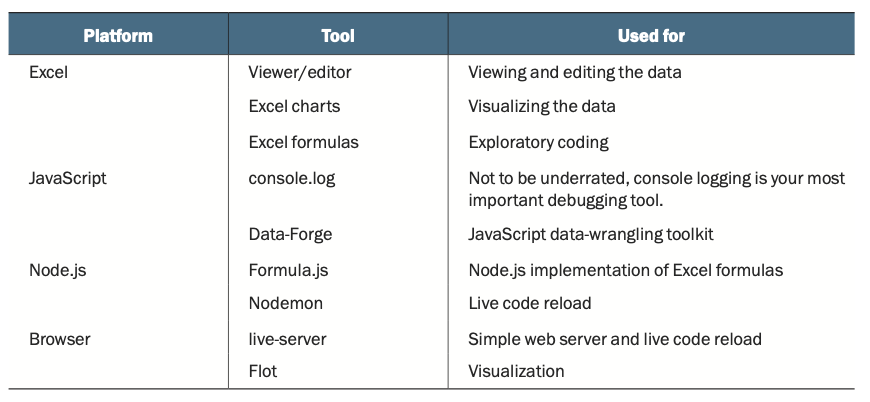 Platform Tool Used for
Excel Viewer/editor Viewing and editing the data
Excel charts Visualizing the data
Excel formulas Exploratory coding
JavaScript console.log Not to be underrated, console logging is your most
important debugging tool.
Data-Forge JavaScript data-wrangling toolkit
Node.js Formula.js Node.js implementation of Excel formulas
Nodemon Live code reload
Browser live-server Simple web server and live code reload
Flot Visualization